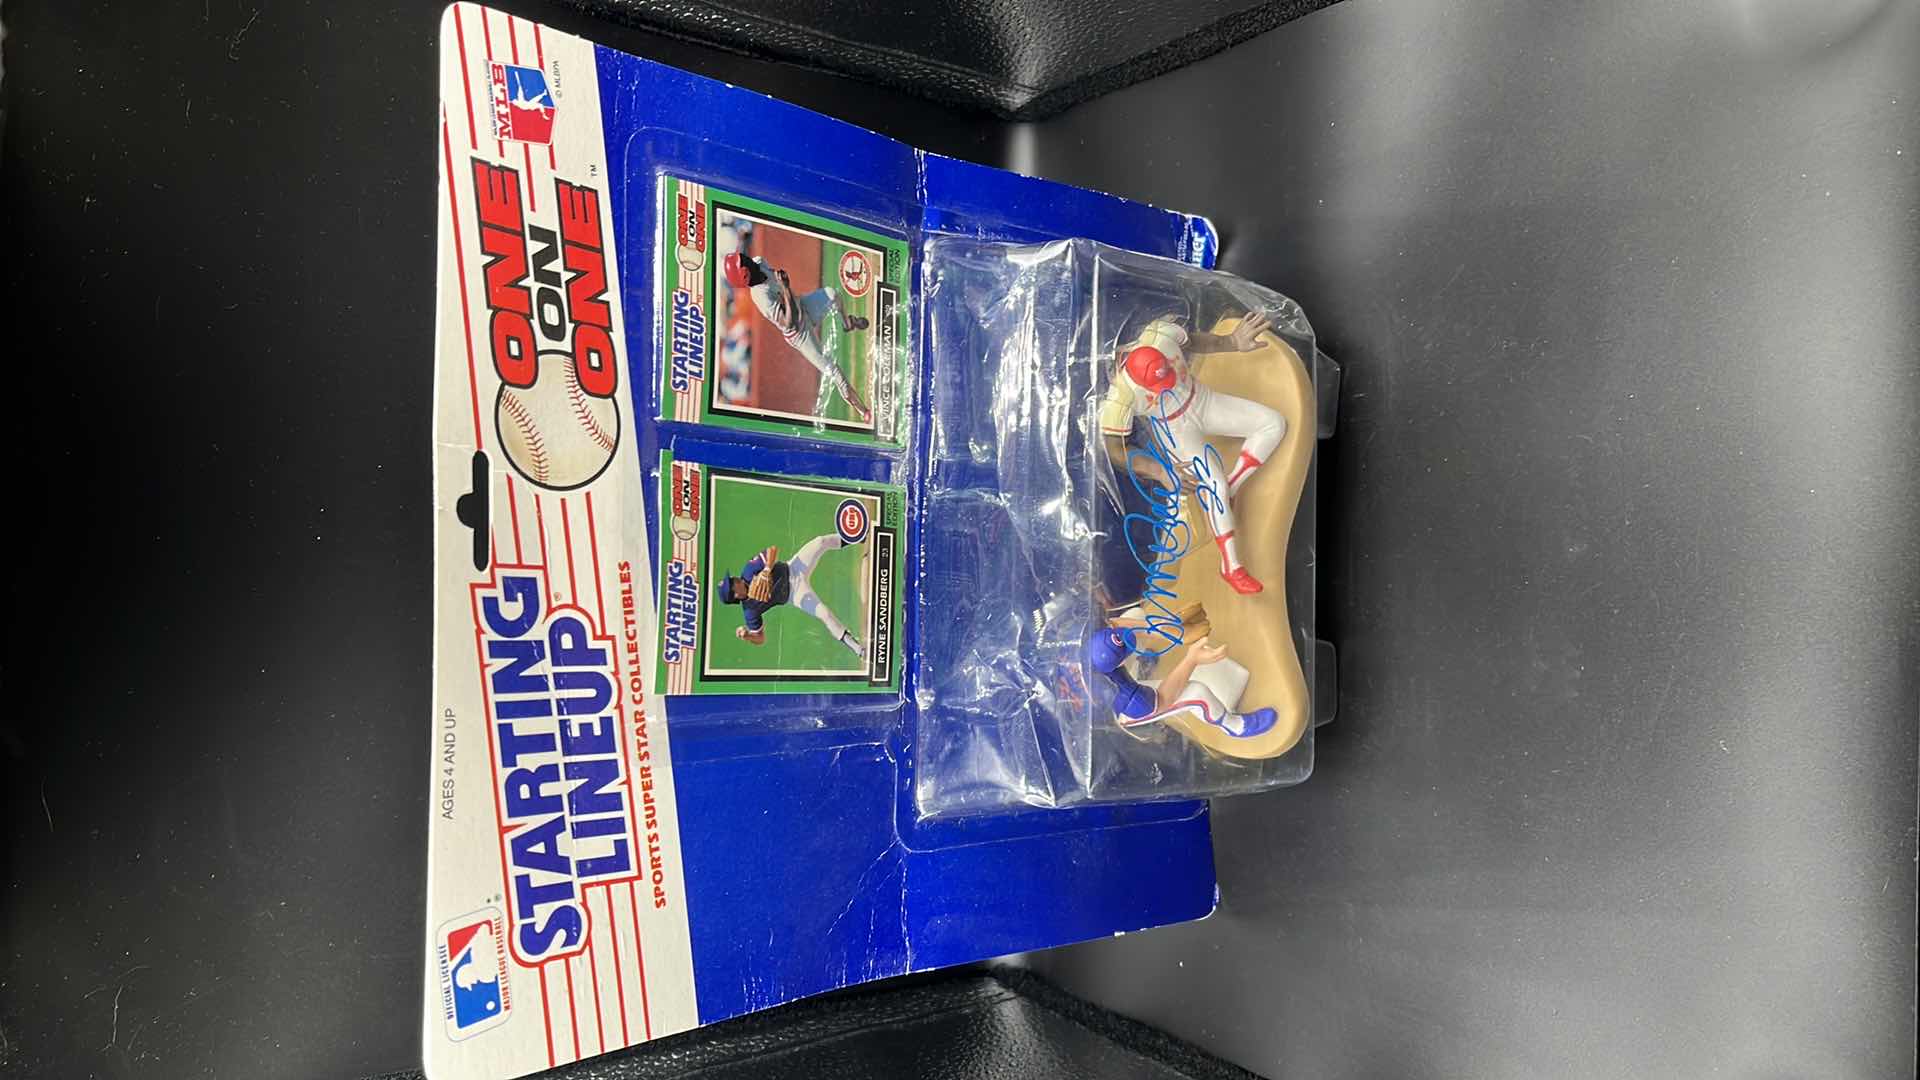 AGES 4 AND UP
OFFICIAL LICENSEE
MAJOR LEAGUE BASEBALL
STARTING
LINEUP
SPORTS SUPER STAR COLLECTIBLES
ONE
ON
ONE
TM
MLB
© MLBPA
STARTING
LINEUP
ONE
ON
ONE
RYNE SANDBERG 23
SPECIAL
EDITION
STARTING
LINEUP
ONE
ON
ONE
VINCE COLEMAN
SPECIAL
EDITION
23